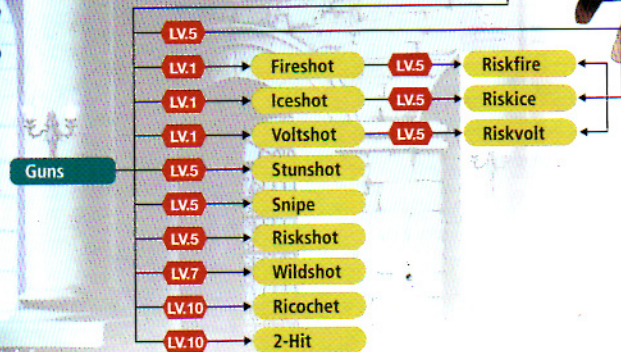 LV.5
LV.1 Fireshot LV.5 Riskfire
LV.1 Iceshot LV.5 Riskice
LV.1 Voltshot LV.5 Riskvolt
Guns LV.5 Stunshot
LV.5 Snipe
LV.5 Riskshot
LV.7 Wildshot
LV.10 Ricochet
LV.10 2-Hit